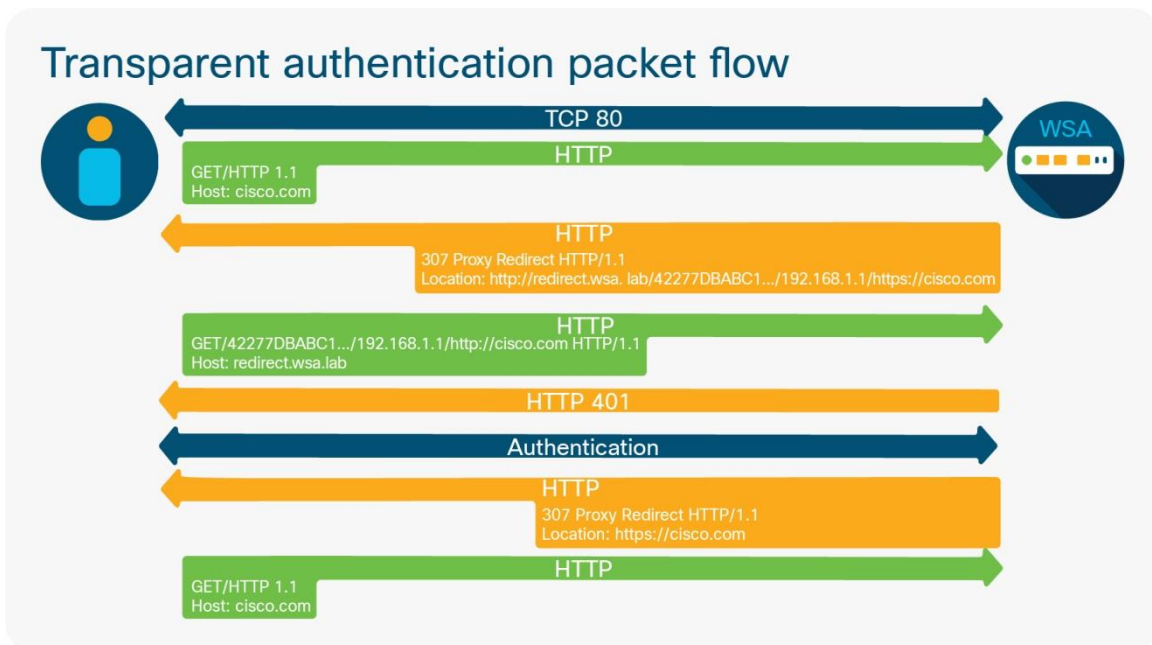 Transparent authentication packet flow
TCP 80
WSA
HTTP
GET/HTTP 1.1
Host: cisco.com
HTTP
307 Proxy Redirect HTTP/1.1
Location: http://redirect.wsa. lab/42277DBABC1.../192.168.1.1/https://cisco.com
HTTP
GET/42277DBABC1.../192.168.1.1/http://cisco.com HTTP/1.1
Host: redirect.wsa.lab
HTTP 401
Authentication
HTTP
307 Proxy Redirect HTTP/1.1
Location: https://cisco.com
HTTP
GET/HTTP 1.1
Host: cisco.com